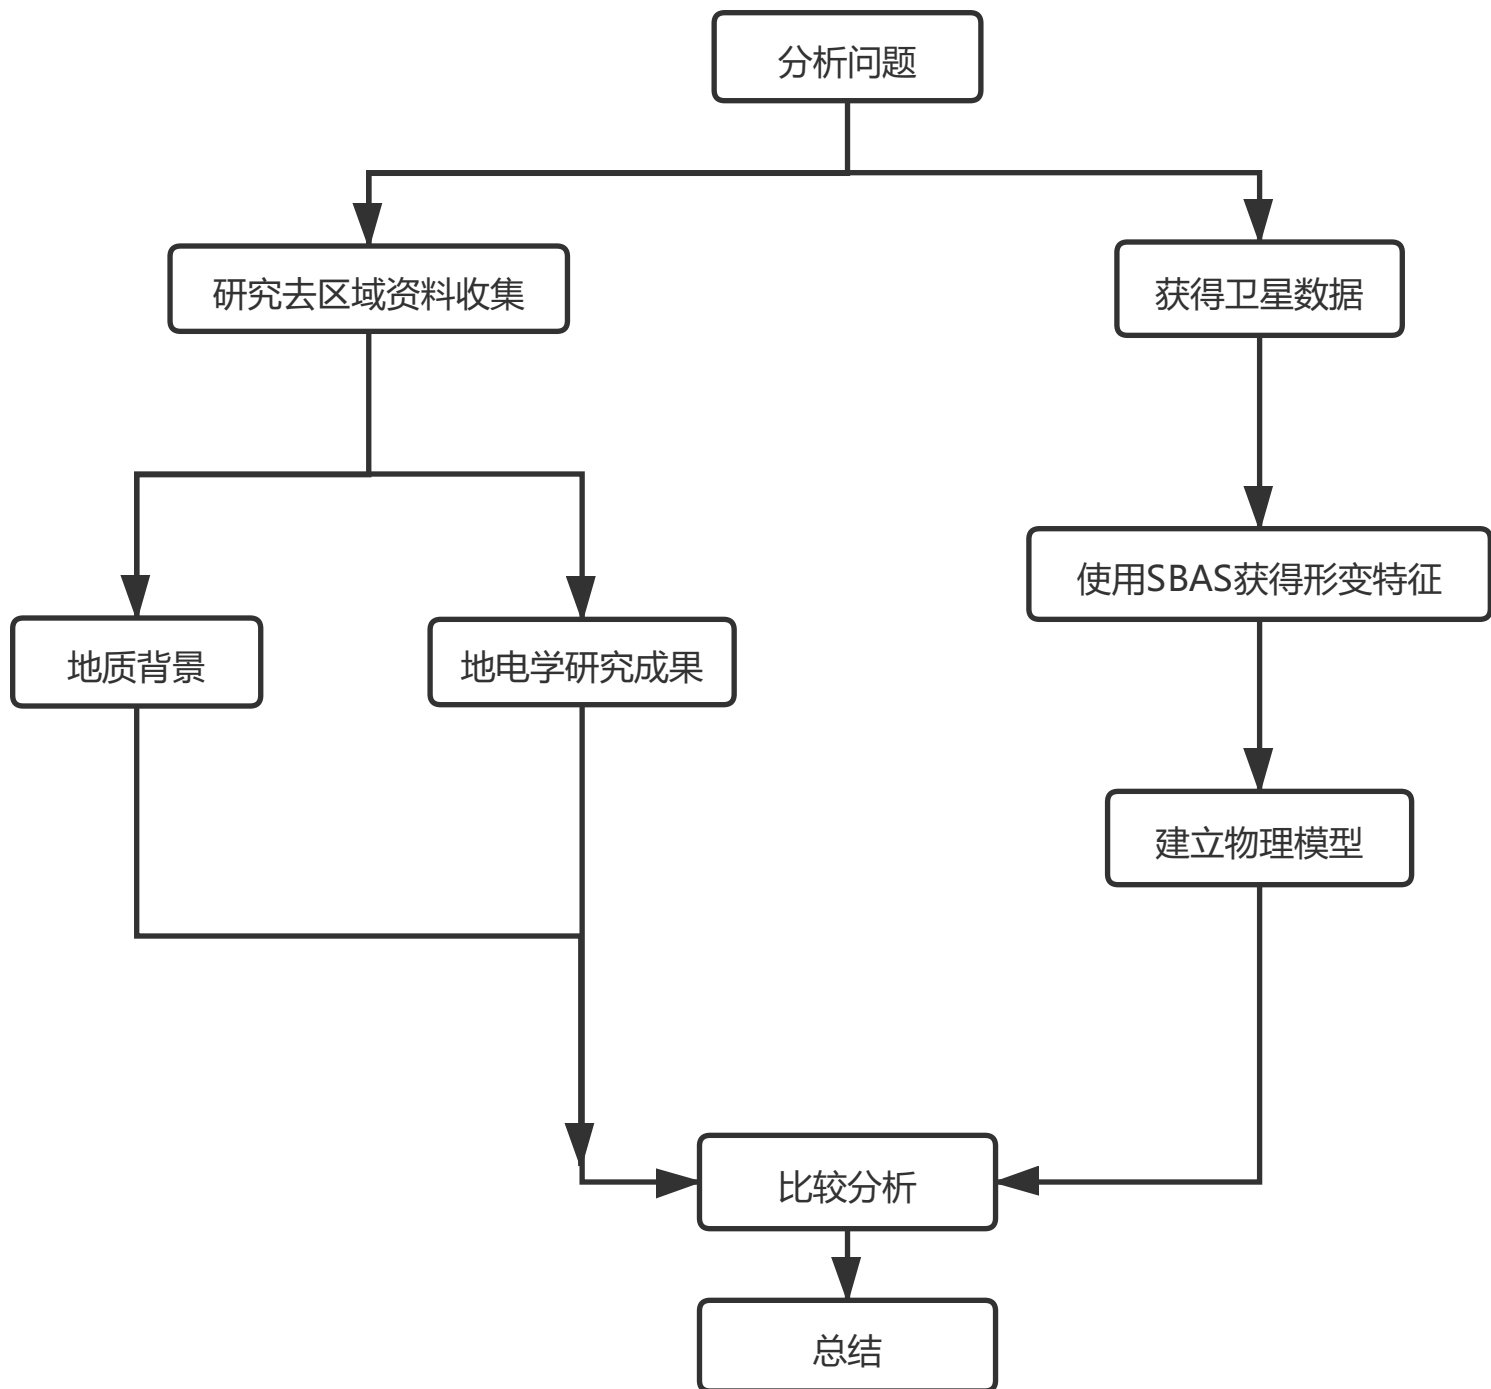 分析问题
研究去区域资料收集
获得卫星数据
使用SBAS获得形变特征
地质背景
地电学研究成果
建立物理模型
比较分析
总结